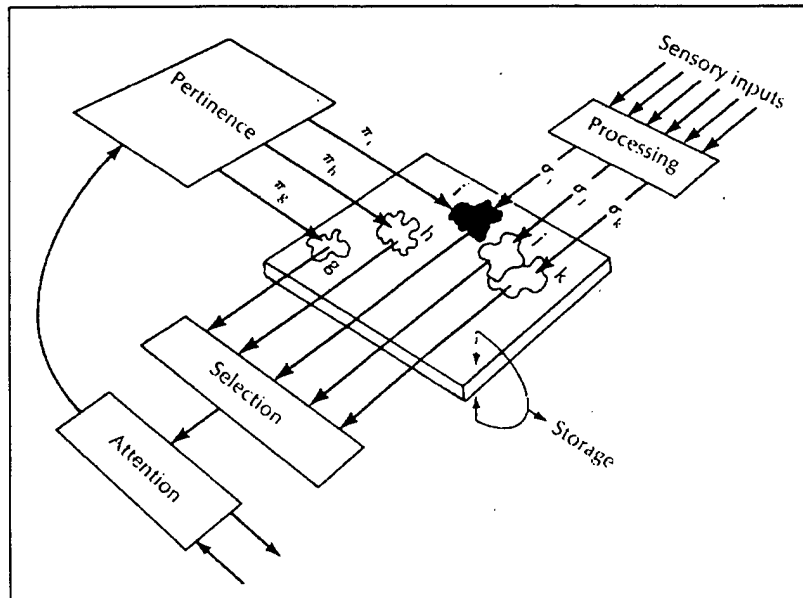 Sensory inputs
Pertinence
Processing
π i
π h
π g
σ i
σ j
σ k
i
h
g
j
k
Selection
Attention
i
Storage